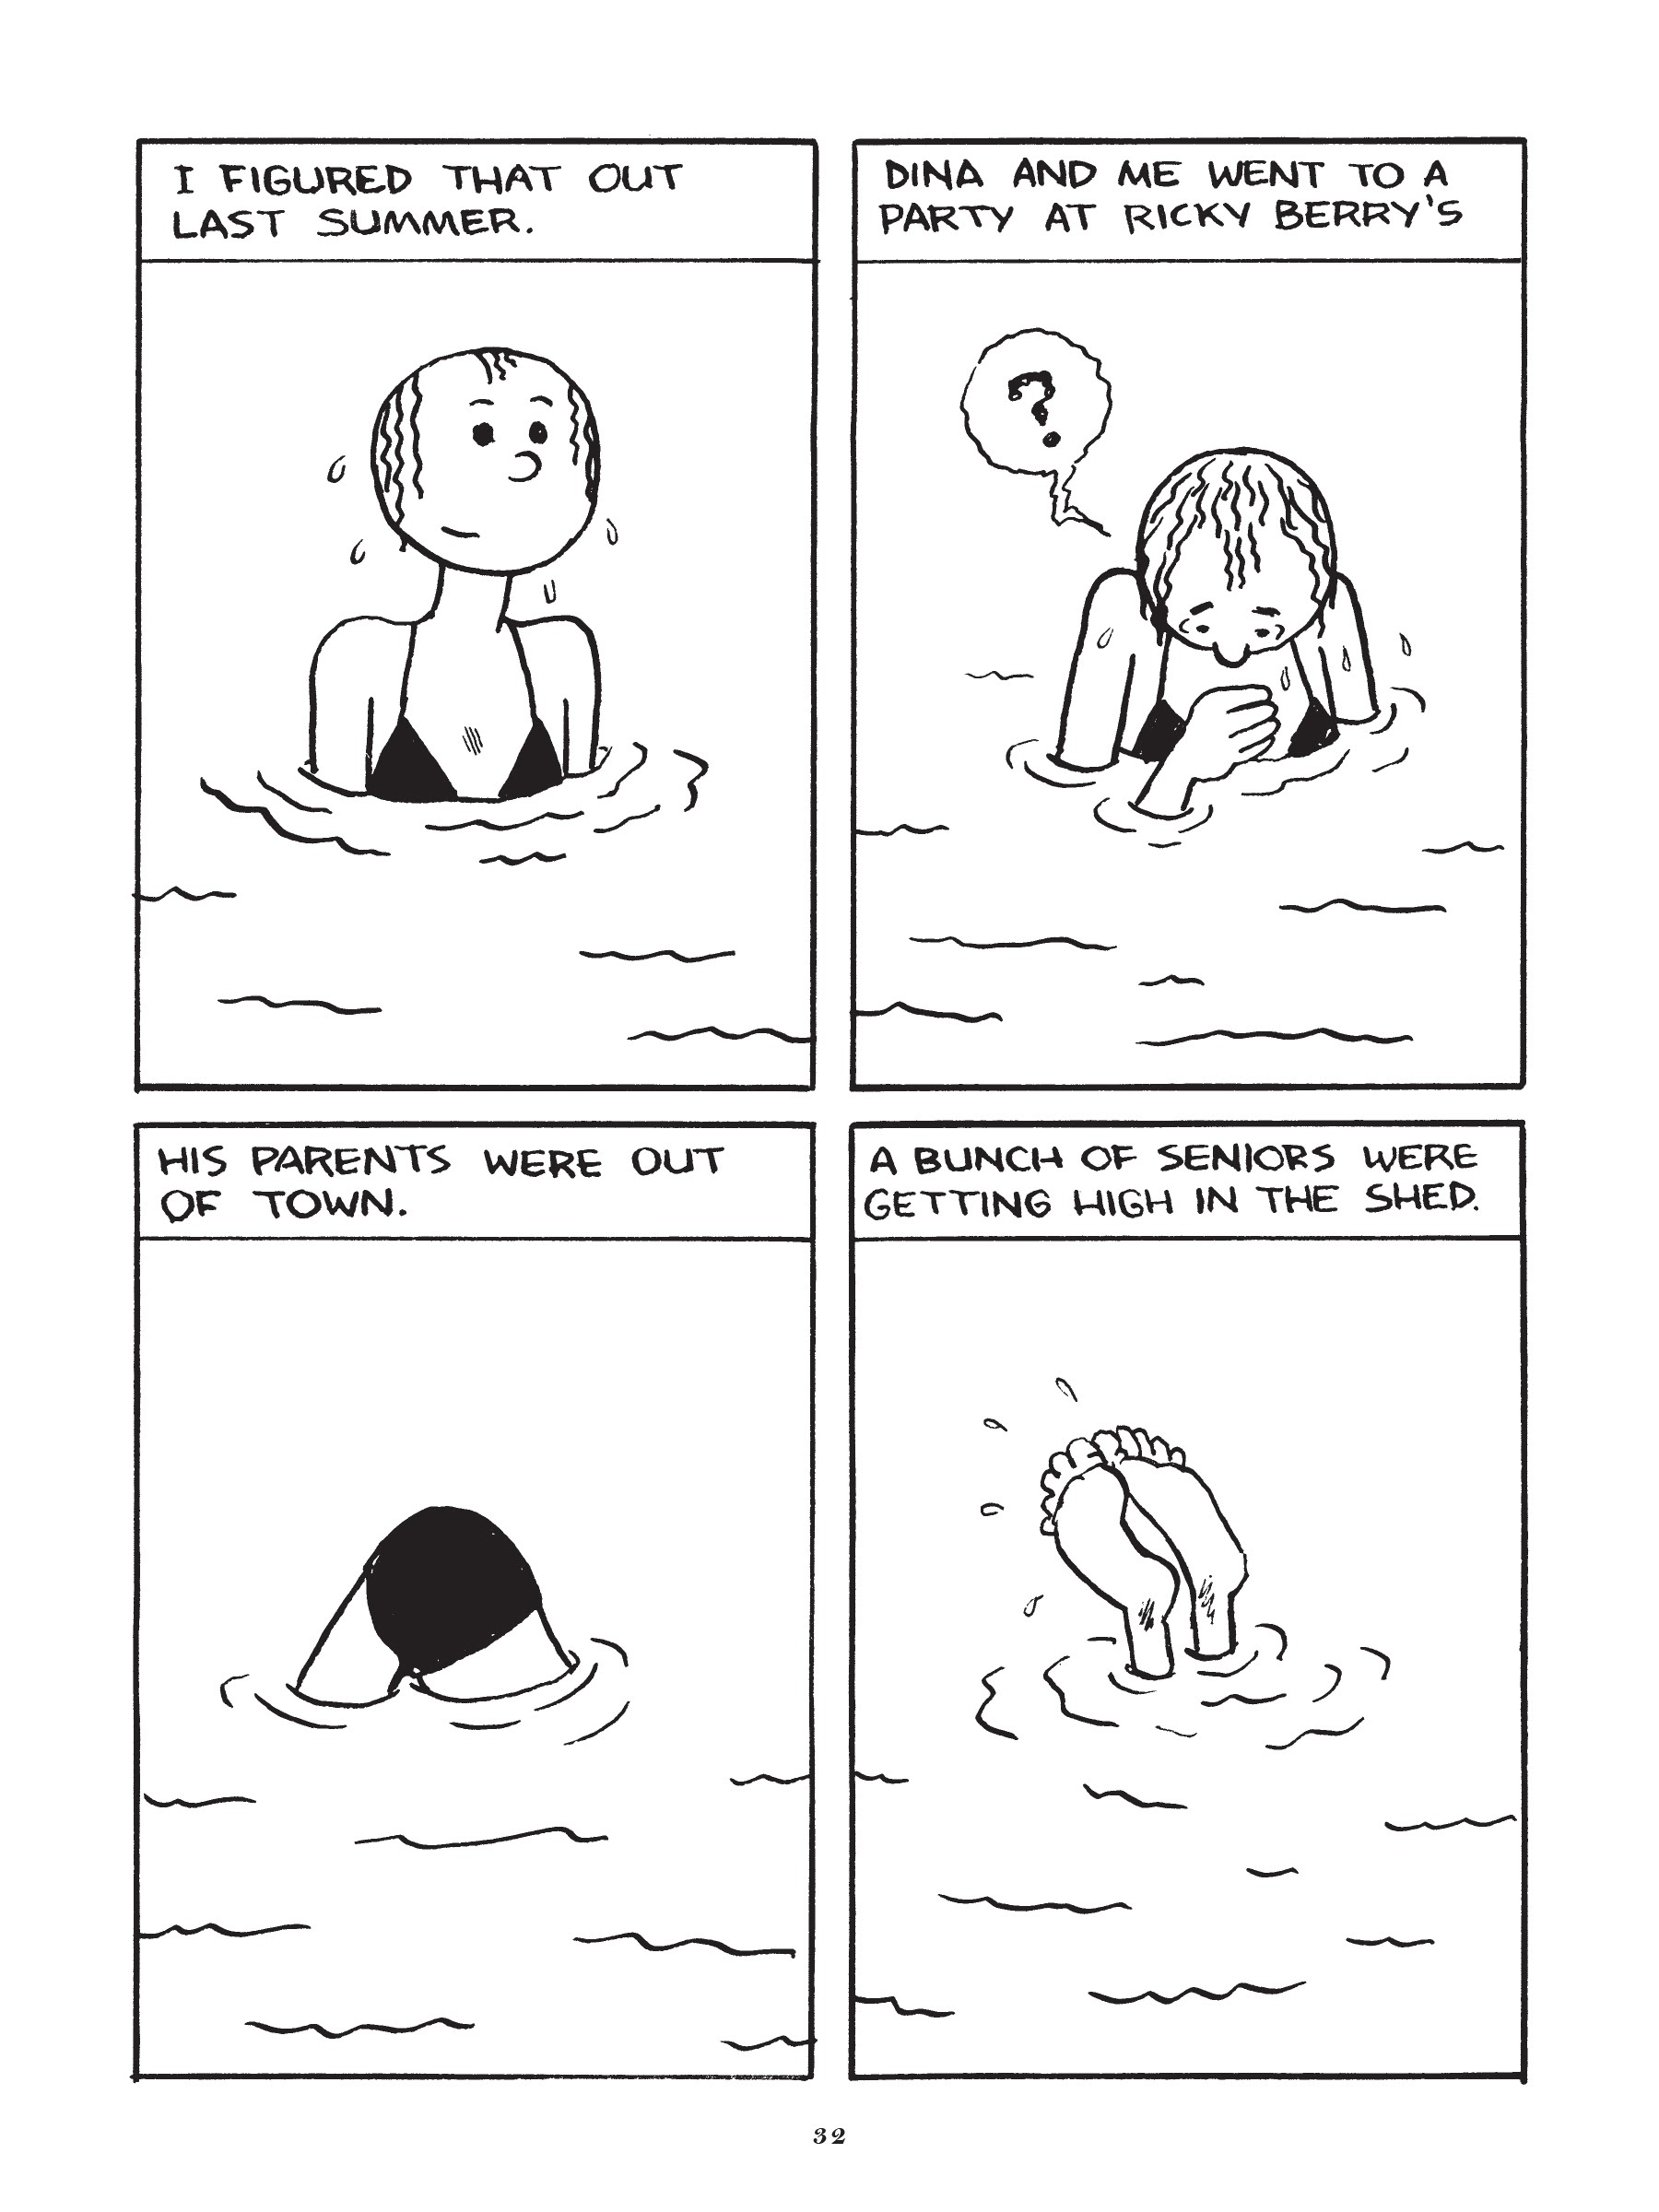 I FIGURED THAT OUT
LAST SUMMER.
DINA AND ME WENT TO A
PARTY AT RICKY BERRY'S
?
HIS PARENTS WERE OUT
OF TOWN.
A BUNCH OF SENIORS WERE
GETTING HIGH IN THE SHED.
32